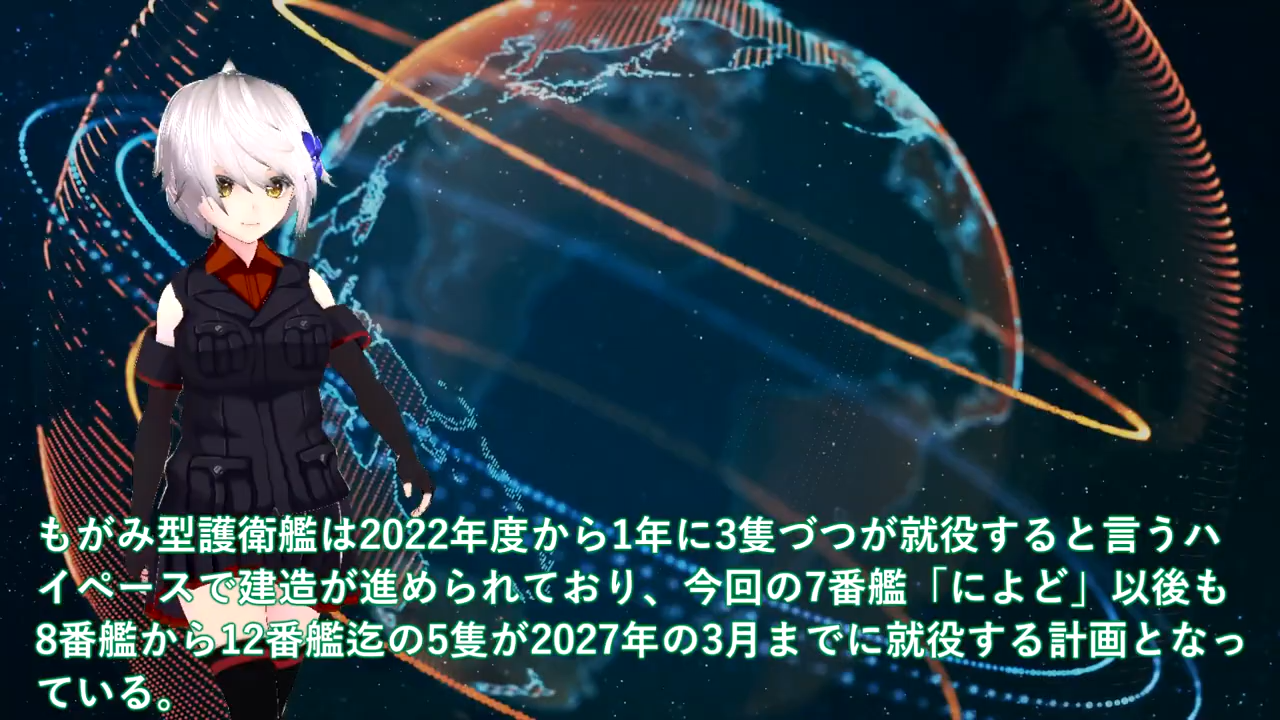 もがみ型護衛艦は2022年度から1年に3隻づつが就役すると言うハ
イペースで建造が進められており、今回の7番艦「によど」以後も
8番艦から12番艦迄の5隻が2027年の3月までに就役する計画となっ
ている。